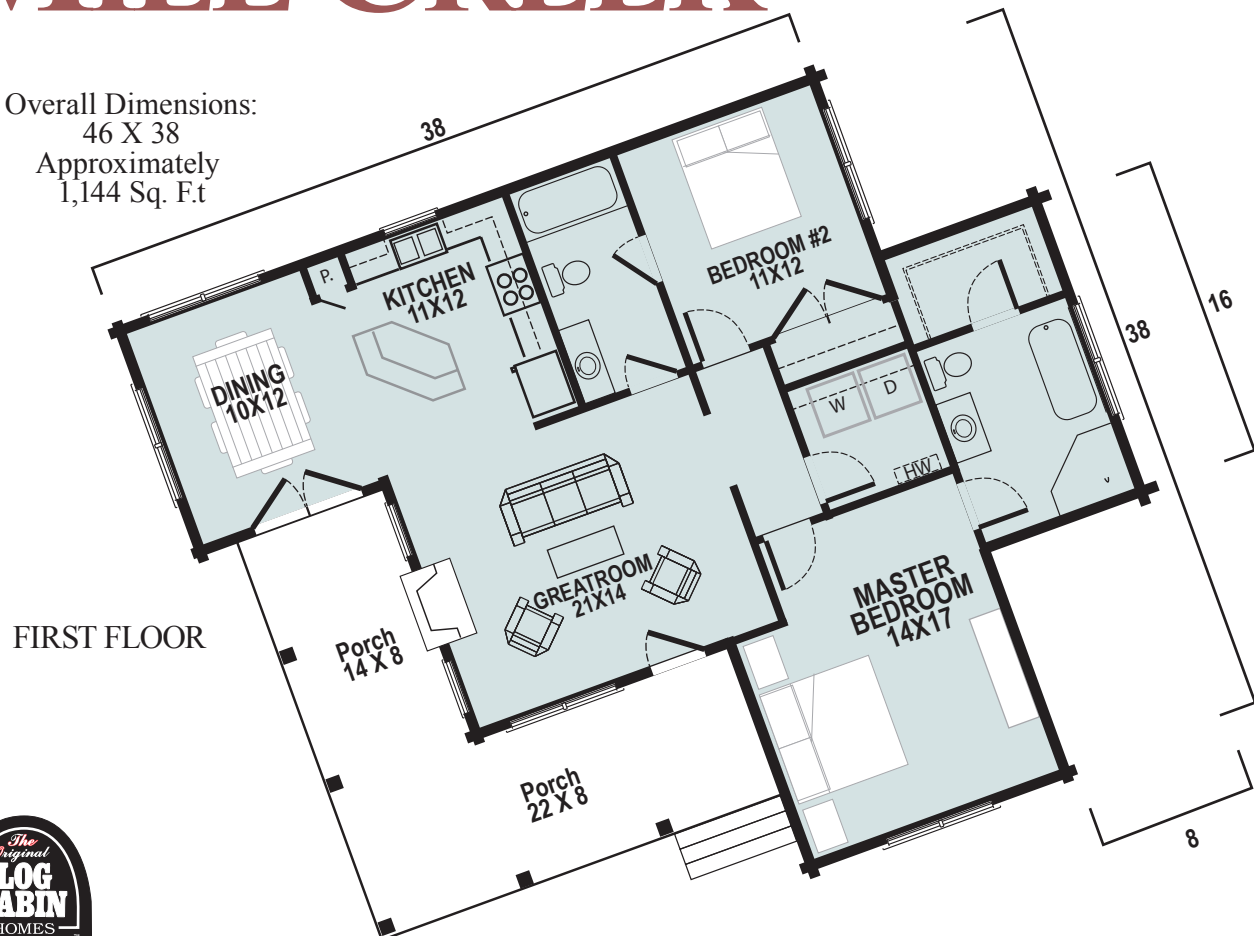 MILL CREEK
Overall Dimensions:
46 X 38
Approximately
1,144 Sq. F.t
38
P.
KITCHEN
11X12
BEDROOM #2
11X12
DINING
10X12
16
38
W
D
HW
GREATROOM
21X14
MASTER
BEDROOM
14X17
FIRST FLOOR
Porch
14 X 8
Porch
22 X 8
8
The
Original
LOG
CABIN
HOMES